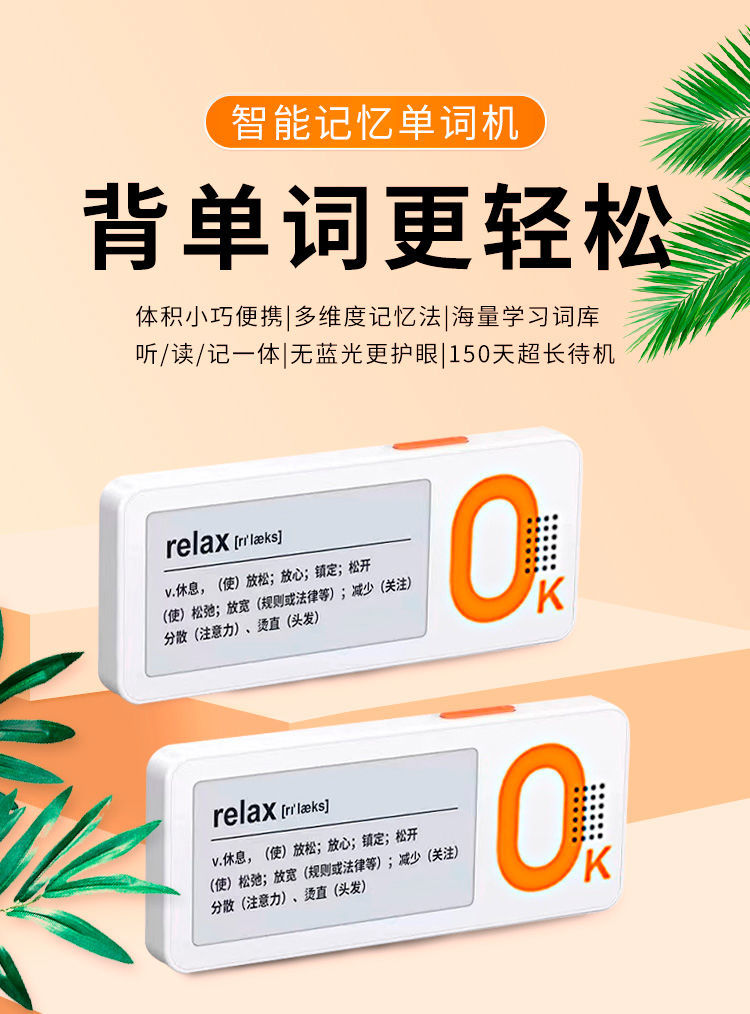 智能记忆单词机
背单词更轻松
体积小巧便携|多维度记忆法|海量学习词库
听/读/记一体|无蓝光更护眼|150天超长待机
relax [rɪˈlæks]
v.休息，（使）放松；放心；镇定；松开
（使）松弛；放宽（规则或法律等）；减少（关注）
分散（注意力）、烫直（头发）
OK
relax [rɪˈlæks]
v.休息，（使）放松；放心；镇定；松开
（使）松弛；放宽（规则或法律等）；减少（关注）
分散（注意力）、烫直（头发）
OK